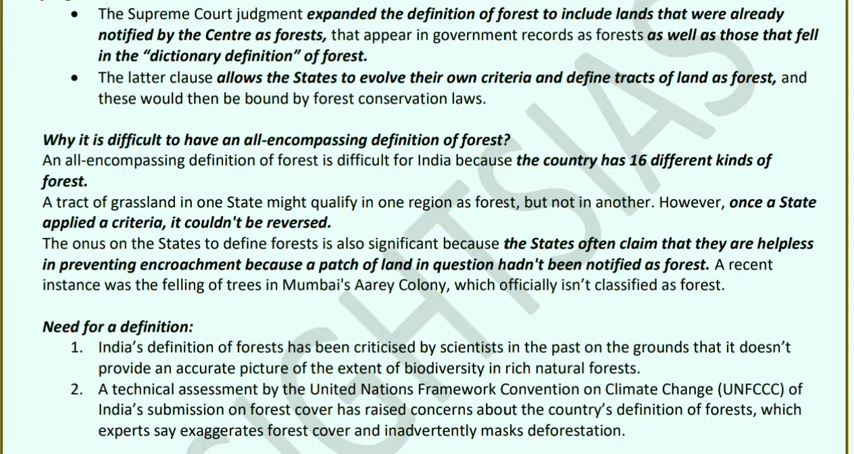 • The Supreme Court judgment expanded the definition of forest to include lands that were already
notified by the Centre as forests, that appear in government records as forests as well as those that fell
in the "dictionary definition" of forest.
• The latter clause allows the States to evolve their own criteria and define tracts of land as forest, and
these would then be bound by forest conservation laws.
Why it is difficult to have an all-encompassing definition of forest?
An all-encompassing definition of forest is difficult for India because the country has 16 different kinds of
forest.
A tract of grassland in one State might qualify in one region as forest, but not in another. However, once a State
applied a criteria, it couldn't be reversed.
The onus on the States to define forests is also significant because the States often claim that they are helpless
in preventing encroachment because a patch of land in question hadn't been notified as forest. A recent
instance was the felling of trees in Mumbai's Aarey Colony, which officially isn't classified as forest.
Need for a definition:
1. India's definition of forests has been criticised by scientists in the past on the grounds that it doesn't
provide an accurate picture of the extent of biodiversity in rich natural forests.
2. A technical assessment by the United Nations Framework Convention on Climate Change (UNFCCC) of
India's submission on forest cover has raised concerns about the country's definition of forests, which
experts say exaggerates forest cover and inadvertently masks deforestation.
SIGHTSIAS